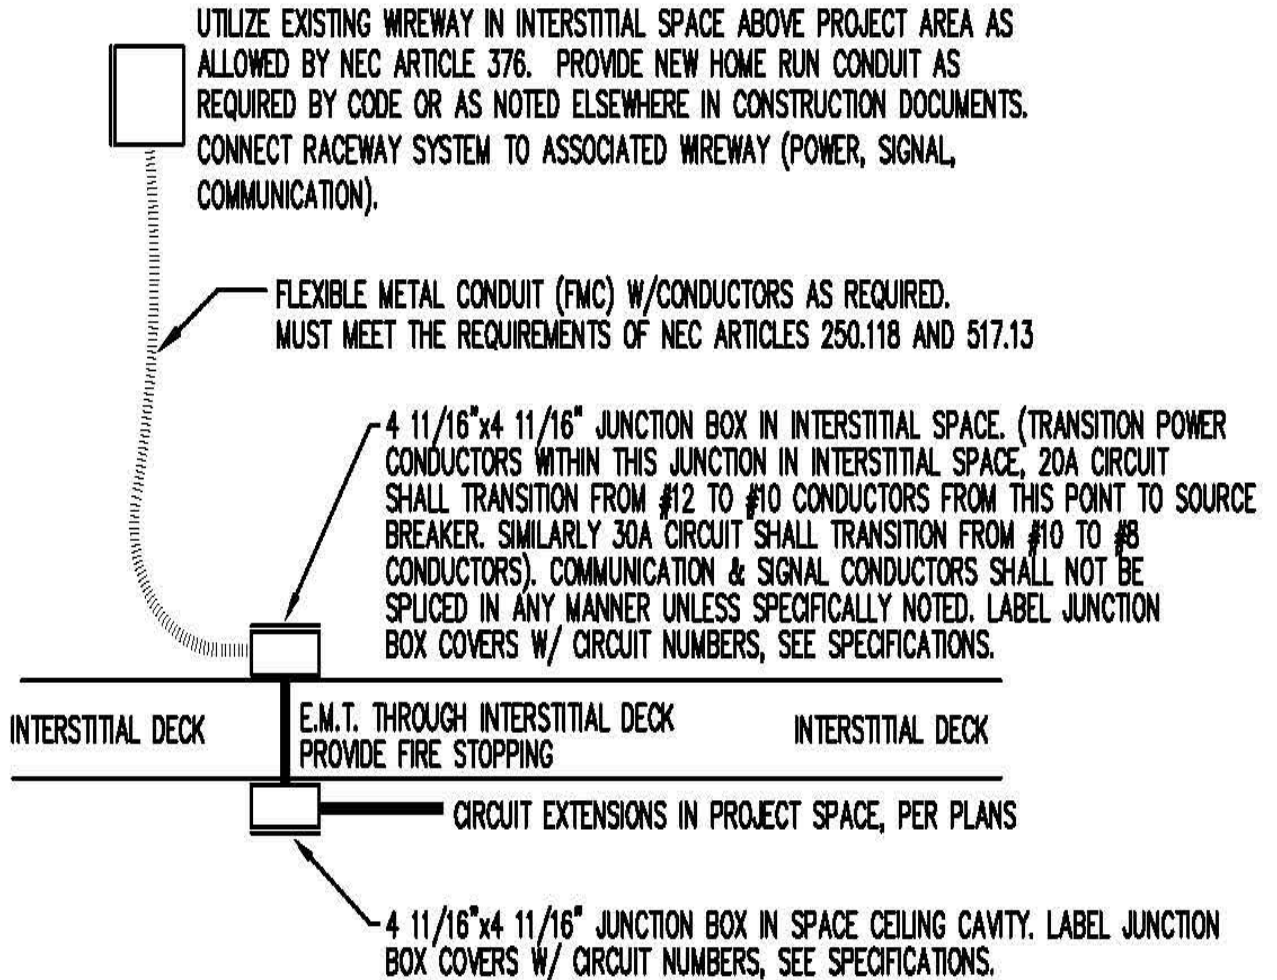 UTILIZE EXISTING WIREWAY IN INTERSTITIAL SPACE ABOVE PROJECT AREA AS
ALLOWED BY NEC ARTICLE 376. PROVIDE NEW HOME RUN CONDUIT AS
REQUIRED BY CODE OR AS NOTED ELSEWHERE IN CONSTRUCTION DOCUMENTS.
CONNECT RACEWAY SYSTEM TO ASSOCIATED WIREWAY (POWER, SIGNAL,
COMMUNICATION).
FLEXIBLE METAL CONDUIT (FMC) W/CONDUCTORS AS REQUIRED.
MUST MEET THE REQUIREMENTS OF NEC ARTICLES 250.118 AND 517.13
4 11/16"x4 11/16" JUNCTION BOX IN INTERSTITIAL SPACE. (TRANSITION POWER
CONDUCTORS WITHIN THIS JUNCTION IN INTERSTITIAL SPACE, 20A CIRCUIT
SHALL TRANSITION FROM #12 TO #10 CONDUCTORS FROM THIS POINT TO SOURCE
BREAKER. SIMILARLY 30A CIRCUIT SHALL TRANSITION FROM #10 TO #8
CONDUCTORS). COMMUNICATION & SIGNAL CONDUCTORS SHALL NOT BE
SPLICED IN ANY MANNER UNLESS SPECIFICALLY NOTED. LABEL JUNCTION
BOX COVERS W/ CIRCUIT NUMBERS, SEE SPECIFICATIONS.
INTERSTITIAL DECK
E.M.T. THROUGH INTERSTITIAL DECK
PROVIDE FIRE STOPPING
INTERSTITIAL DECK
CIRCUIT EXTENSIONS IN PROJECT SPACE, PER PLANS
4 11/16"x4 11/16" JUNCTION BOX IN SPACE CEILING CAVITY. LABEL JUNCTION
BOX COVERS W/ CIRCUIT NUMBERS, SEE SPECIFICATIONS.